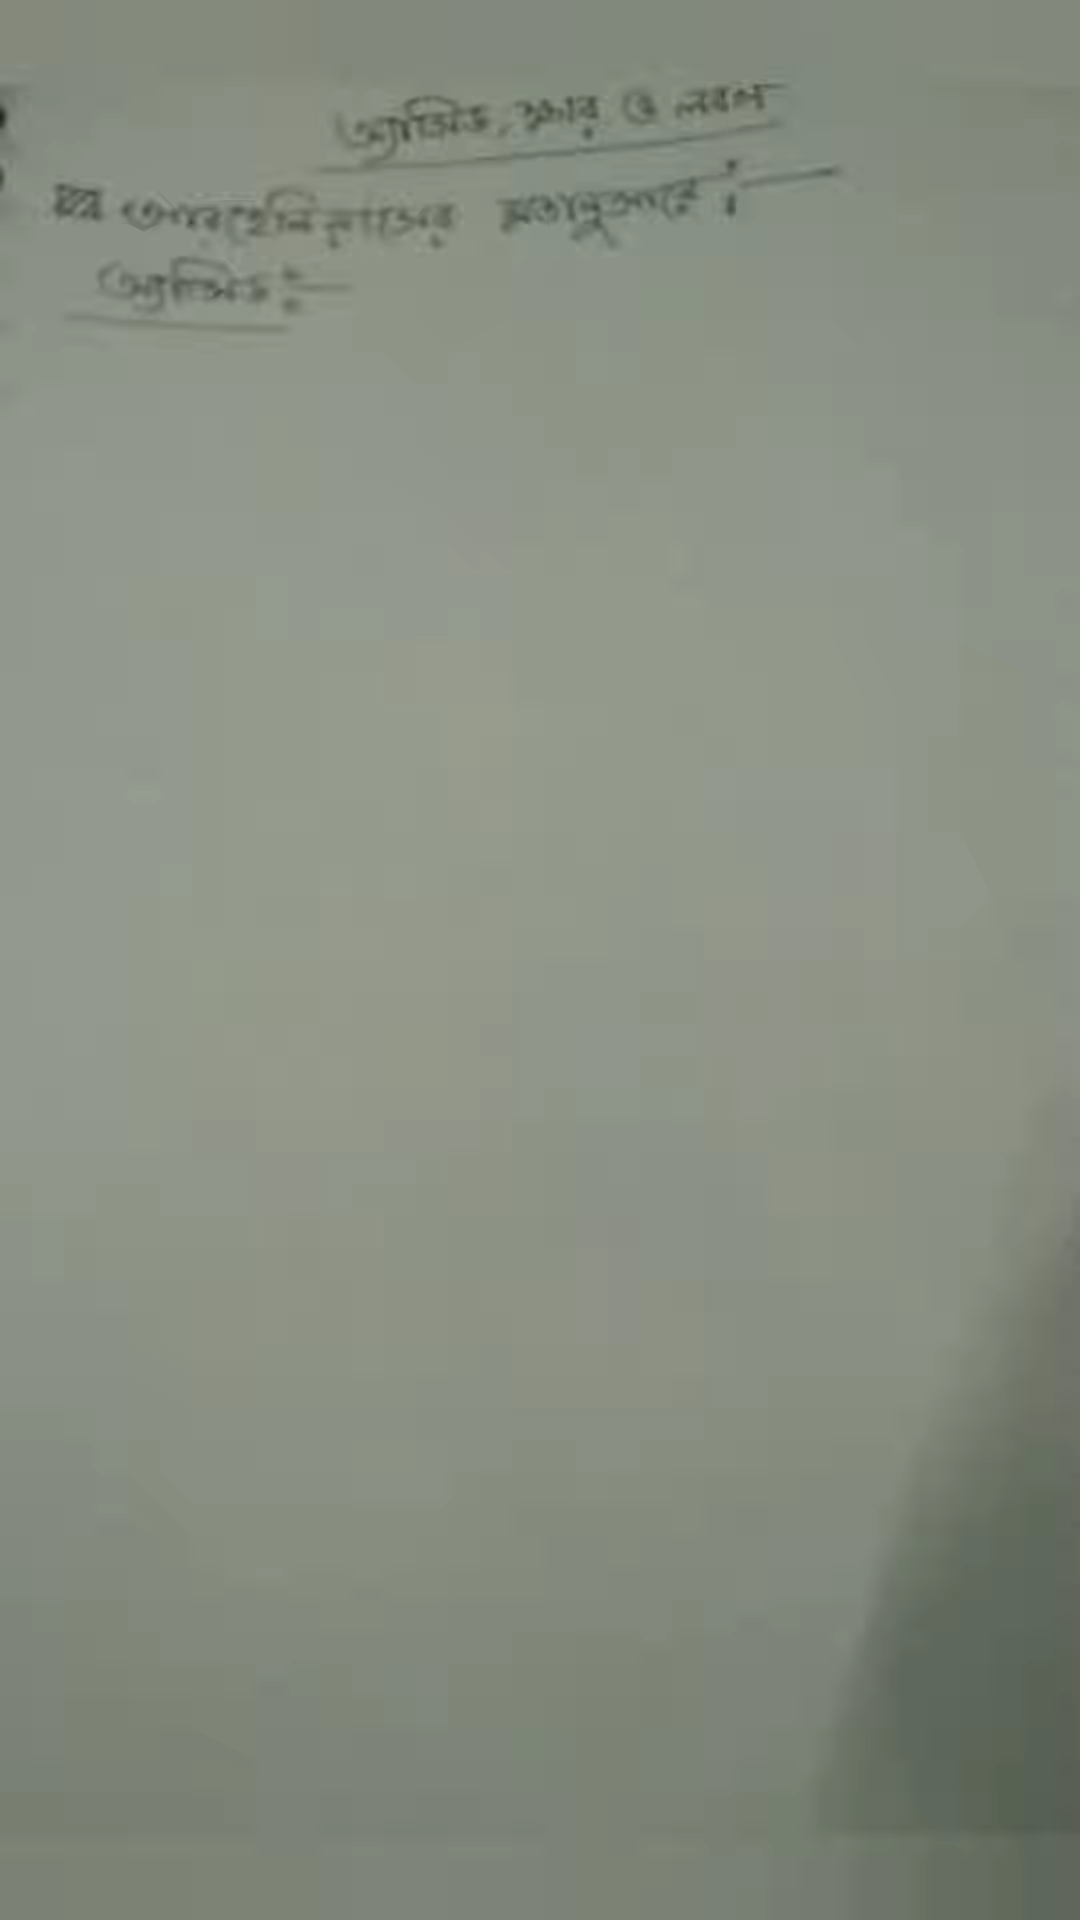 অ্যাসিড, ক্ষার ও লবণ
আরহেনিয়াসের মতানুসারে :—
অ্যাসিড :—